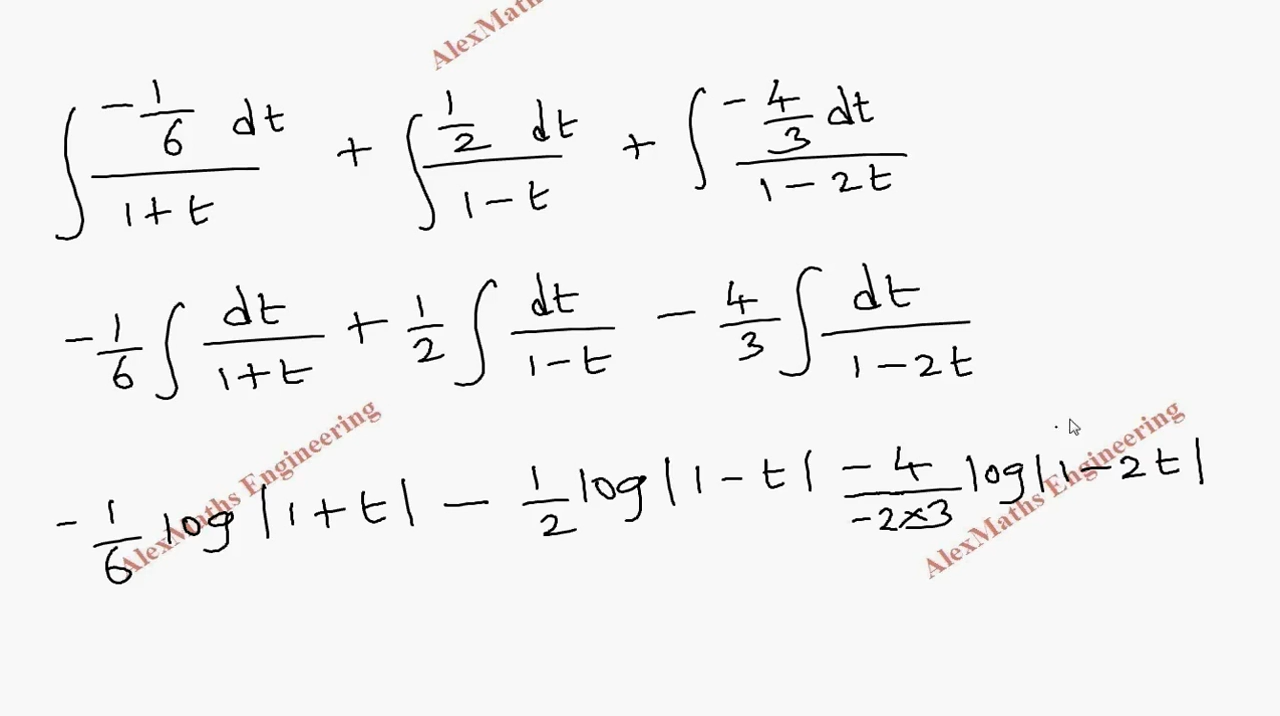 AlexMaths
∫ (-1/6 dt)/(1+t) + ∫ (1/2 dt)/(1-t) + ∫ (-4/3 dt)/(1-2t)
-1/6 ∫ dt/(1+t) + 1/2 ∫ dt/(1-t) - 4/3 ∫ dt/(1-2t)
-1/6 log|1+t| - 1/2 log|1-t| -4/(-2×3) log|1-2t|
AlexMaths Engineering
AlexMaths Engineering